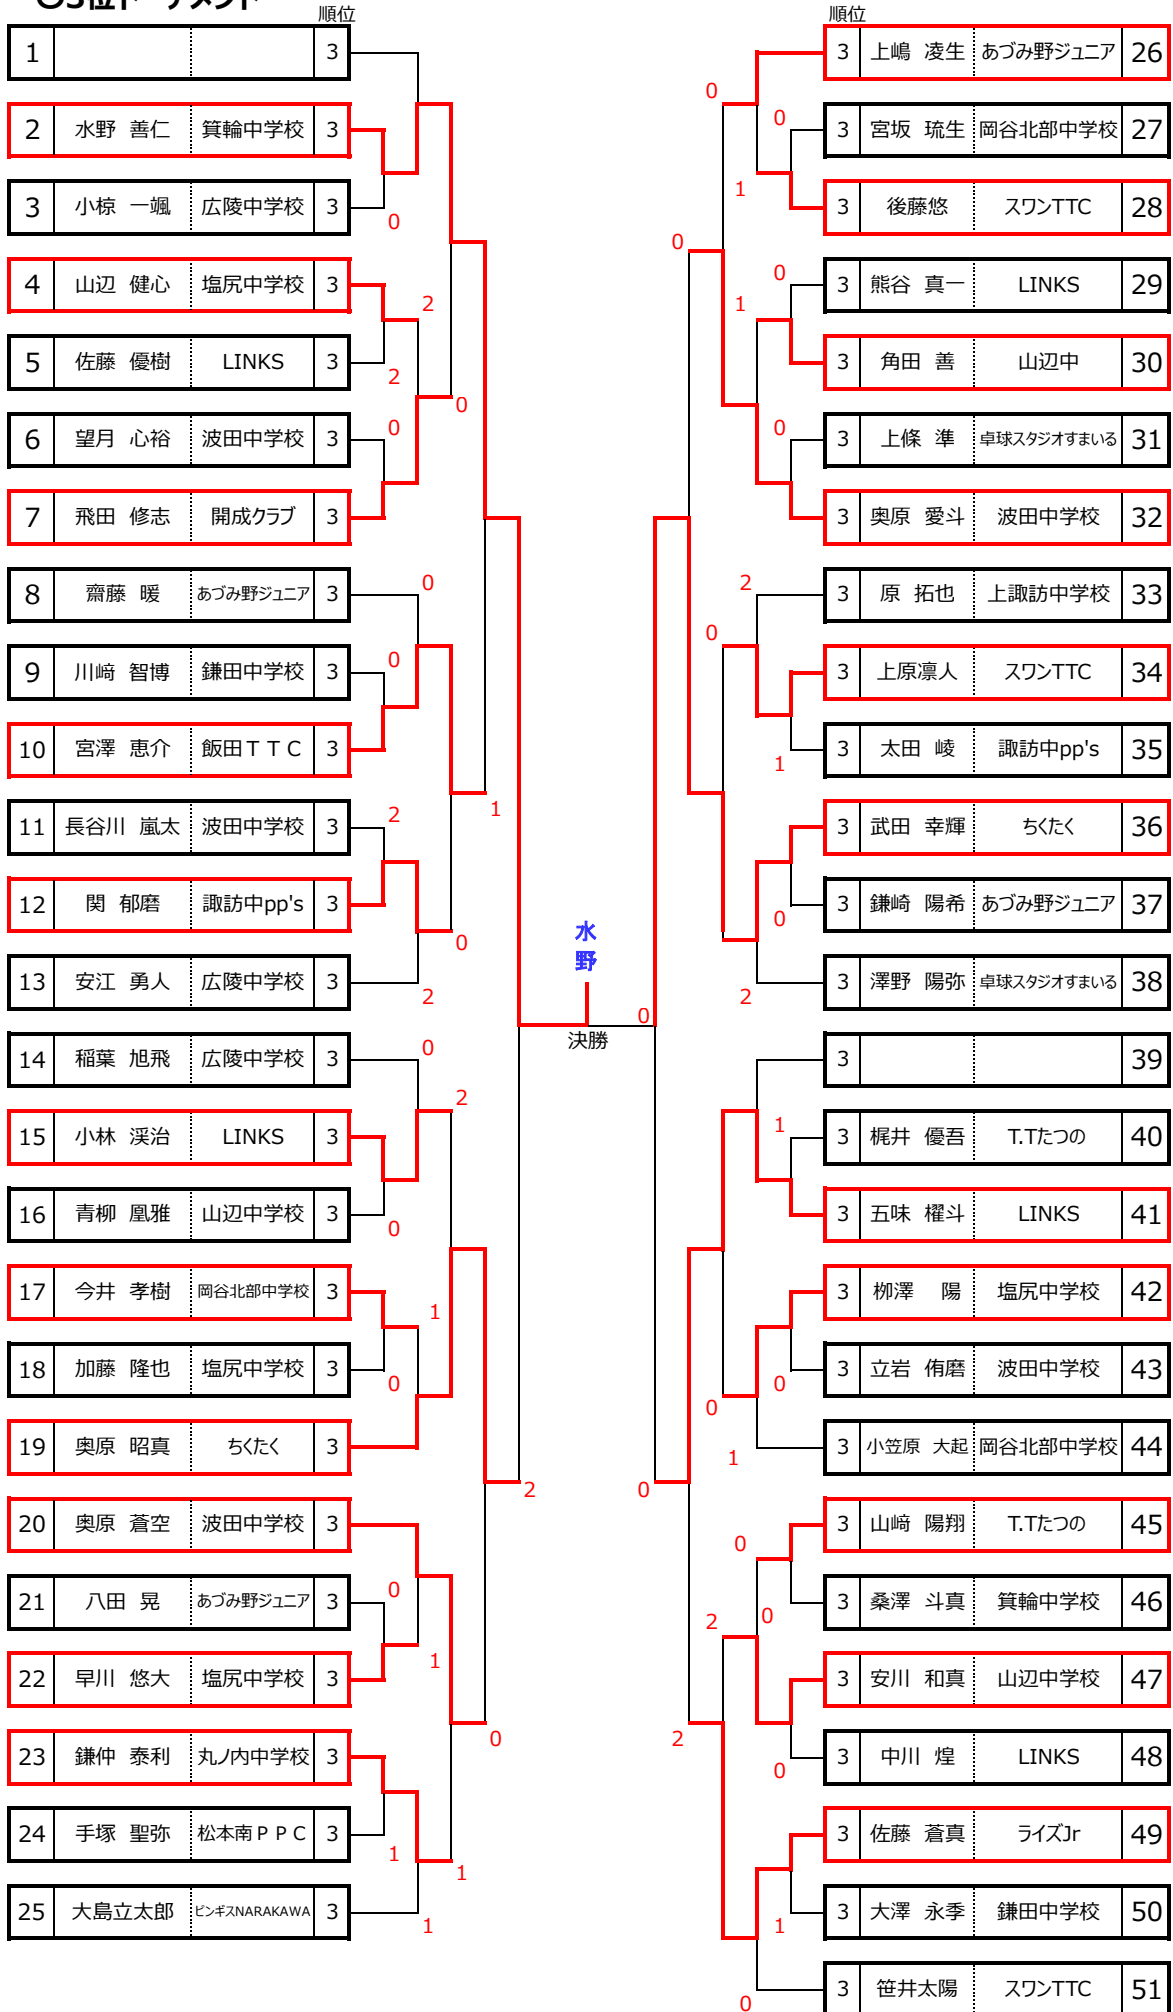 〇3位トーナメント
順位
1 3
2 水野 善仁 箕輪中学校 3
3 小椋 一颯 広陵中学校 3
0
4 山辺 健心 塩尻中学校 3
2
5 佐藤 優樹 LINKS 3
2
0
6 望月 心裕 波田中学校 3
0
7 飛田 修志 開成クラブ 3
8 齋藤 暖 あづみ野ジュニア 3
0
9 川﨑 智博 鎌田中学校 3
0
10 宮澤 恵介 飯田TTC 3
1
11 長谷川 嵐太 波田中学校 3
2
12 関 郁磨 諏訪中pp's 3
0
13 安江 勇人 広陵中学校 3
2
14 稲葉 旭飛 広陵中学校 3
0
2
15 小林 渓治 LINKS 3
16 青柳 凰雅 山辺中学校 3
0
17 今井 孝樹 岡谷北部中学校 3
1
18 加藤 隆也 塩尻中学校 3
0
19 奥原 昭真 ちくたく 3
2
20 奥原 蒼空 波田中学校 3
21 八田 晃 あづみ野ジュニア 3
0
22 早川 悠大 塩尻中学校 3
1
0
23 鎌仲 泰利 丸ノ内中学校 3
24 手塚 聖弥 松本南PPC 3
1
1
25 大島立太郎 ピンギスNARAKAWA 3
1
水
野
決勝
0
順位
3 上嶋 凌生 あづみ野ジュニア 26
0
0
3 宮坂 琉生 岡谷北部中学校 27
1
3 後藤悠 スワンTTC 28
0
0
3 熊谷 真一 LINKS 29
1
3 角田 善 山辺中 30
0
3 上條 準 卓球スタジオすまいる 31
3 奥原 愛斗 波田中学校 32
2
3 原 拓也 上諏訪中学校 33
0
3 上原凛人 スワンTTC 34
3 太田 崚 諏訪中pp's 35
1
3 武田 幸輝 ちくたく 36
3 鎌崎 陽希 あづみ野ジュニア 37
0
3 澤野 陽弥 卓球スタジオすまいる 38
2
3 39
1
3 梶井 優吾 T.Tたつの 40
3 五味 櫂斗 LINKS 41
3 栁澤 陽 塩尻中学校 42
3 立岩 侑磨 波田中学校 43
0
0
3 小笠原 大起 岡谷北部中学校 44
1
0
3 山﨑 陽翔 T.Tたつの 45
0
3 桑澤 斗真 箕輪中学校 46
0
2
3 安川 和真 山辺中学校 47
2
3 中川 煌 LINKS 48
0
3 佐藤 蒼真 ライズJr 49
3 大澤 永季 鎌田中学校 50
1
3 笹井太陽 スワンTTC 51
0